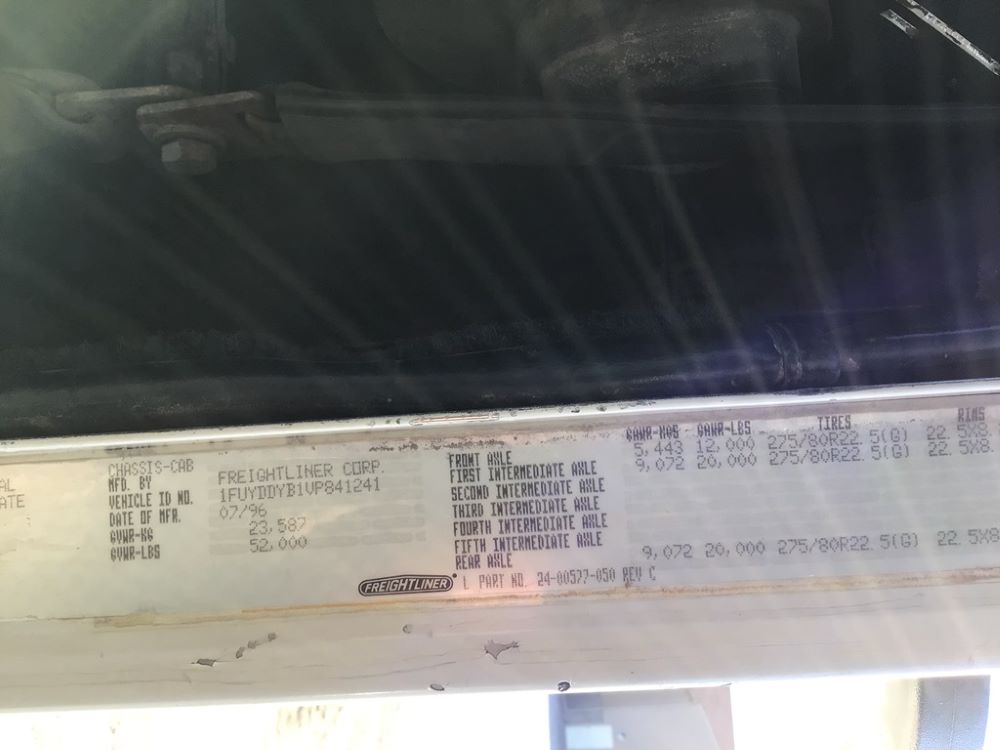 AL
ATE
CHASSIS-CAB
MFD. BY FREIGHTLINER CORP.
VEHICLE ID NO. 1FUYDDYB1VP841241
DATE OF MFR. 07/96
GVWR-KG 23,587
GVWR-LBS 52,000
GAWR-KGS GAWR-LBS TIRES RIMS
FRONT AXLE 5,443 12,000 275/80R22.5(G) 22.5X8.
FIRST INTERMEDIATE AXLE 9,072 20,000 275/80R22.5(G) 22.5X8.
SECOND INTERMEDIATE AXLE
THIRD INTERMEDIATE AXLE
FOURTH INTERMEDIATE AXLE
FIFTH INTERMEDIATE AXLE
REAR AXLE 9,072 20,000 275/80R22.5(G) 22.5X8
FREIGHTLINER L PART NO. 24-00577-050 REV C